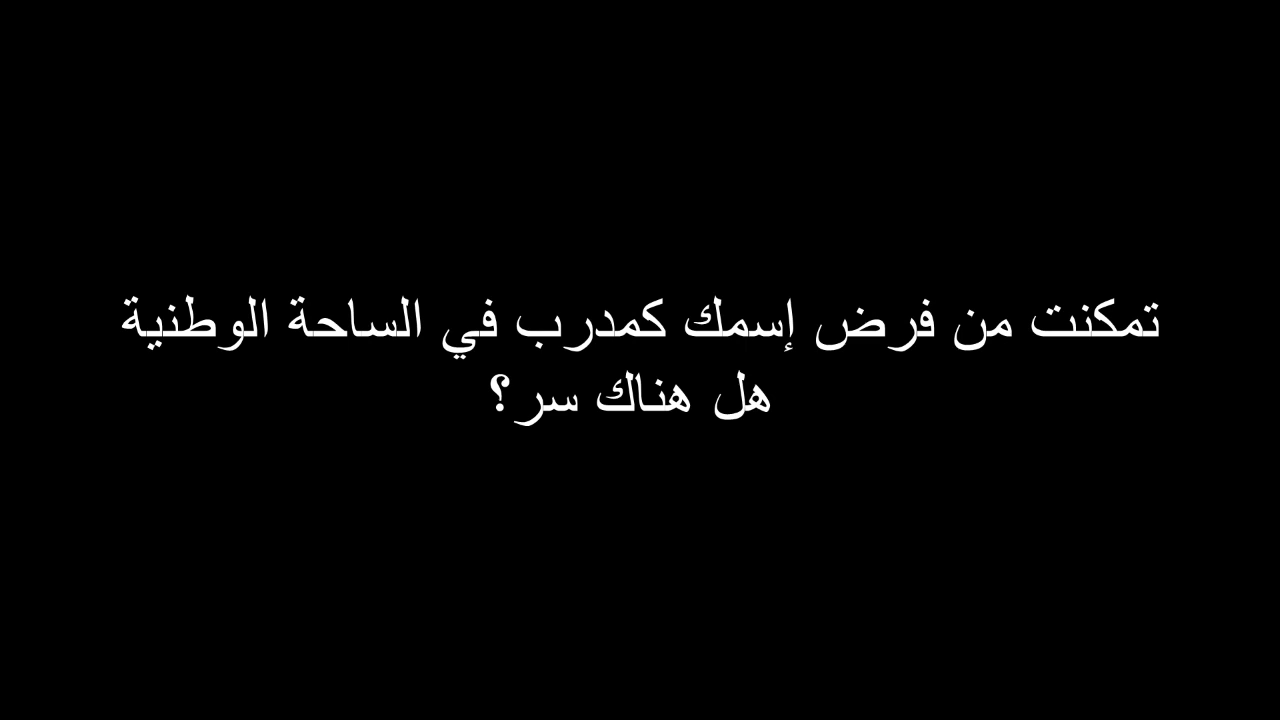 تمكنت من فرض إسمك كمدرب في الساحة الوطنية
هل هناك سر؟